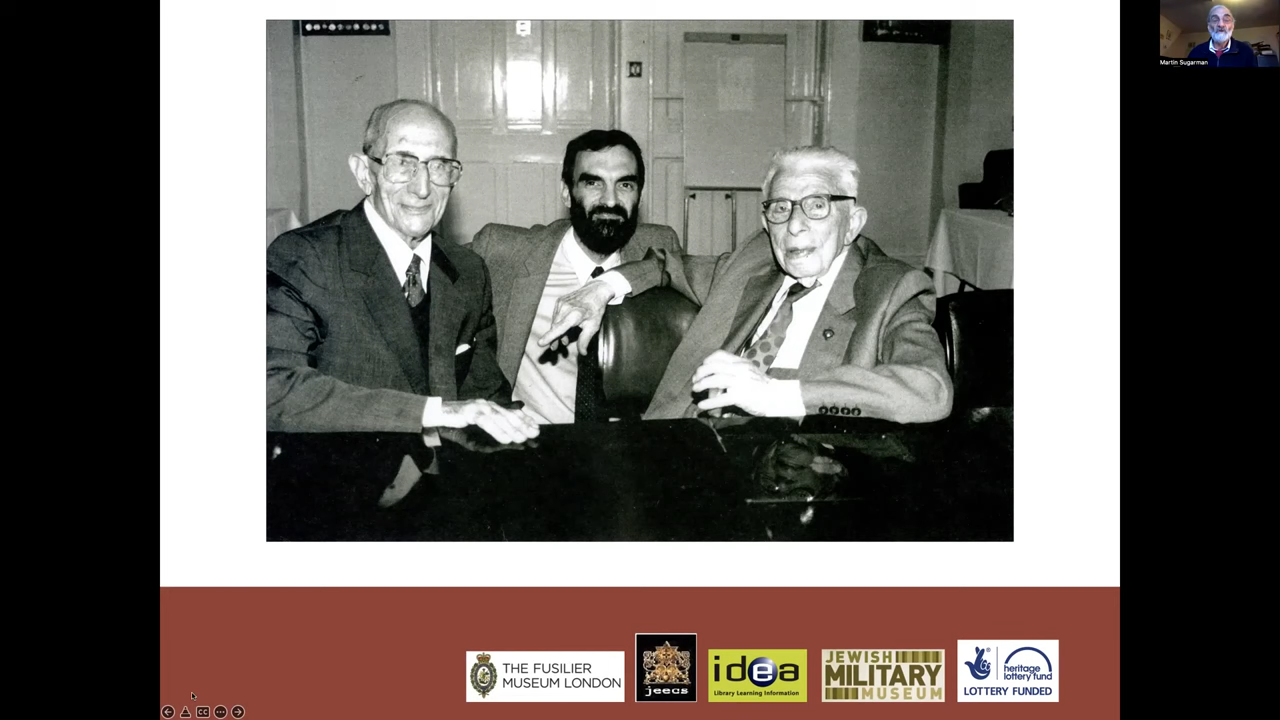 Martin Sugarman
THE FUSILIER
MUSEUM LONDON
jeecs
idea
Library Learning Information
JEWISH
MILITARY
MUSEUM
heritage
lottery fund
LOTTERY FUNDED
CC